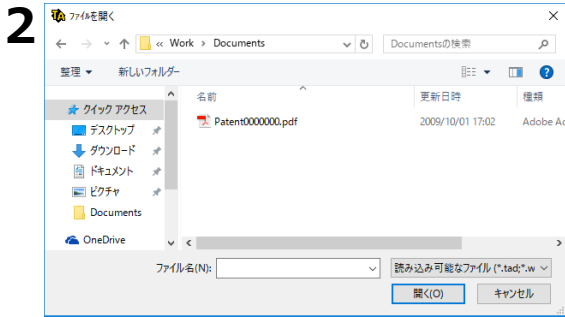 2
ファイルを開く
« Work › Documents
Documentsの検索
整理 新しいフォルダー
名前 更新日時 種類
クイック アクセス
Patent0000000.pdf 2009/10/01 17:02 Adobe Ac
デスクトップ
ダウンロード
ドキュメント
ピクチャ
Documents
OneDrive
ファイル名(N): 読み込み可能なファイル (*.tad;*.w
開く(O) キャンセル